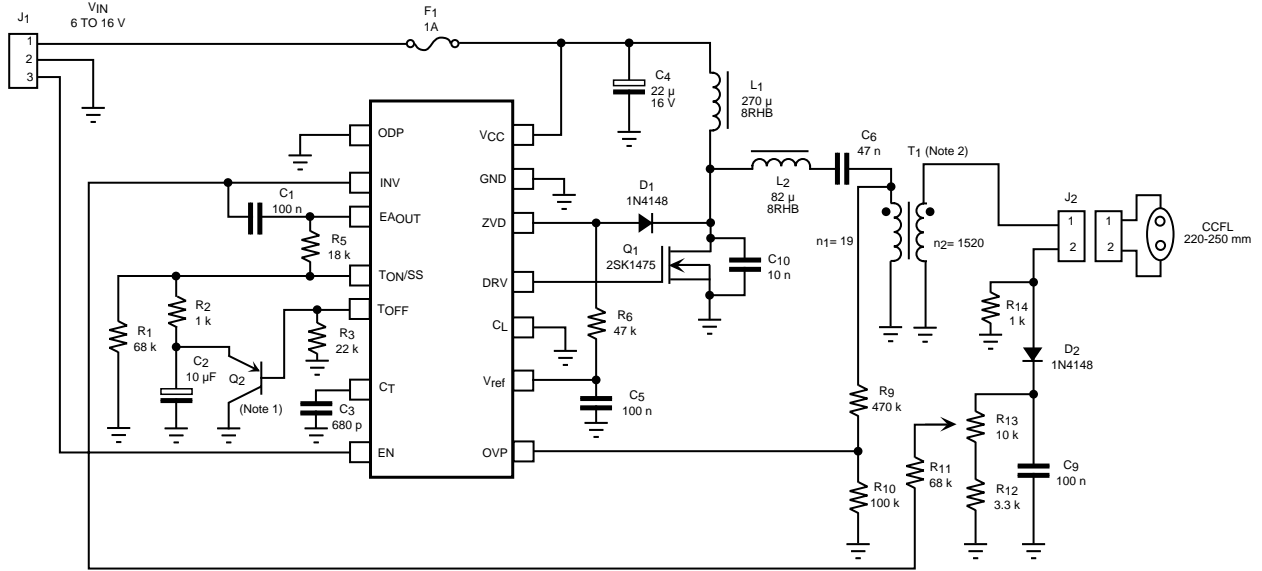 J1
VIN
6 TO 16 V
F1
1A
1
2
3
C4
22 µ
16 V
L1
270 µ
8RHB
ODP
VCC
INV
GND
EAOUT
ZVD
TON/SS
DRV
TOFF
CL
CT
Vref
EN
OVP
C1
100 n
R5
18 k
R2
1 k
R1
68 k
R3
22 k
C2
10 µF
Q2
(Note 1)
C3
680 p
D1
1N4148
Q1
2SK1475
C10
10 n
R6
47 k
C5
100 n
L2
82 µ
8RHB
C6
47 n
T1 (Note 2)
n1= 19
n2= 1520
J2
1
2
1
2
CCFL
220-250 mm
R14
1 k
D2
1N4148
R9
470 k
R13
10 k
R11
68 k
R10
100 k
R12
3.3 k
C9
100 n